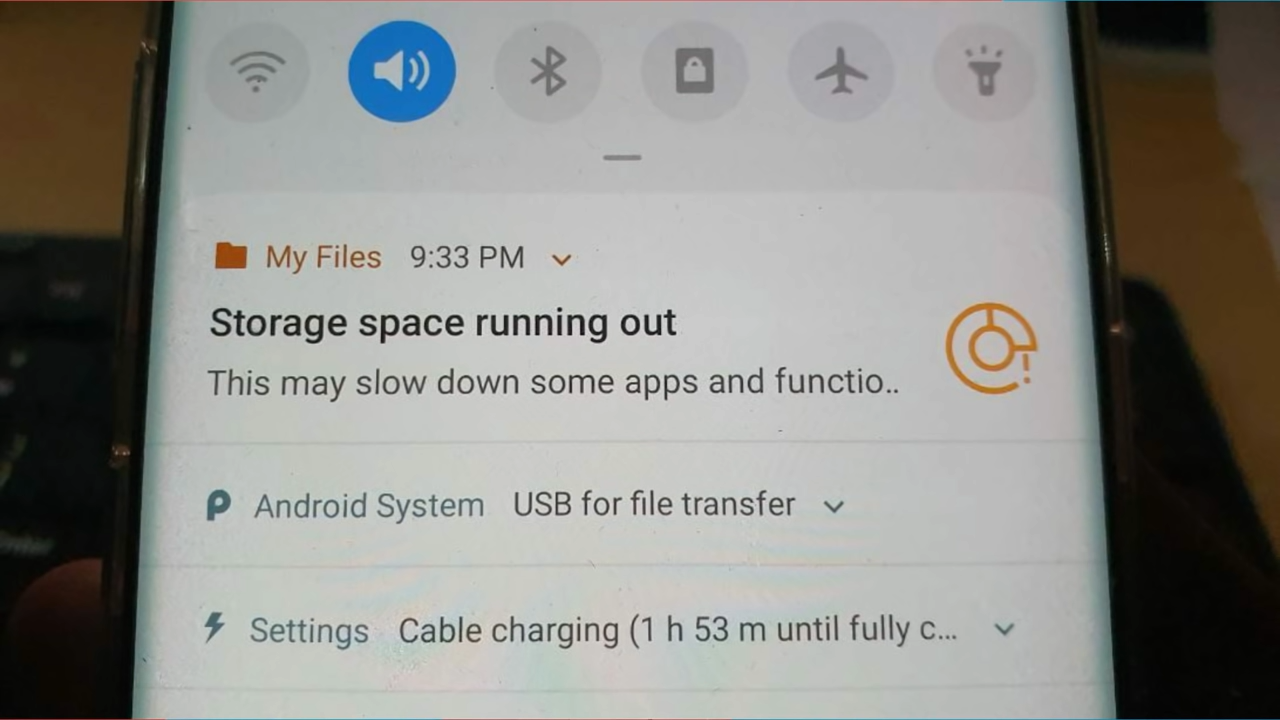 My Files 9:33 PM
Storage space running out
This may slow down some apps and functio..
Android System USB for file transfer
Settings Cable charging (1 h 53 m until fully c...